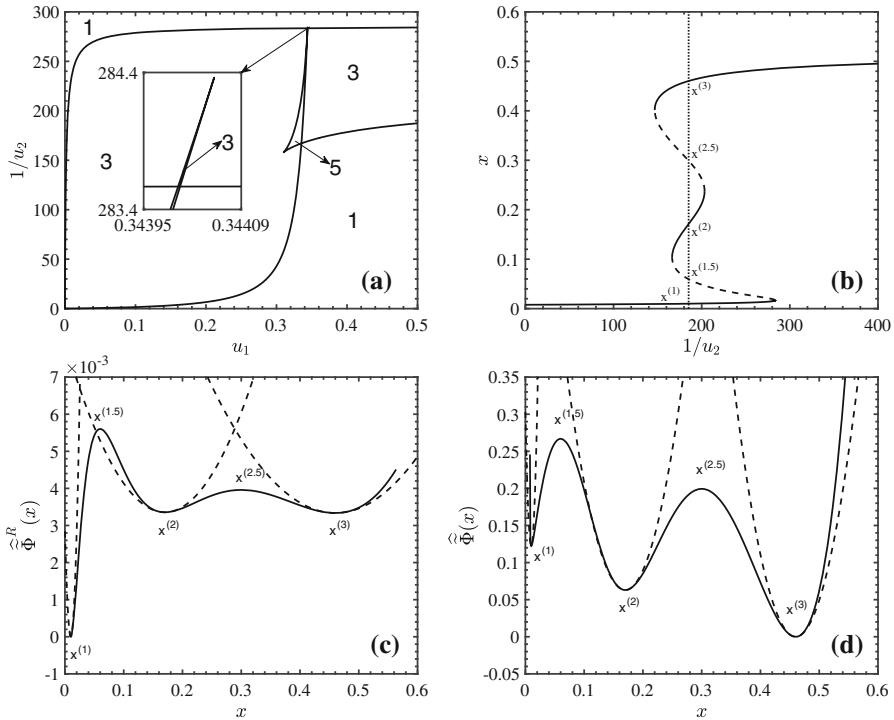 300
250
200
150
100
50
0
1/u₂
1
3
3
3
5
1
284.4
283.4
0.34395
0.34409
(a)
0
0.1
0.2
0.3
0.4
0.5
u₁
0.6
0.5
0.4
0.3
0.2
0.1
0
x
x⁽³⁾
x⁽²·⁵⁾
x⁽²⁾
x⁽¹·⁵⁾
x⁽¹⁾
(b)
0
100
200
300
400
1/u₂
×10⁻³
7
6
5
4
3
2
1
0
-1
Φ̃ᴿ(x)
x⁽¹·⁵⁾
x⁽²·⁵⁾
x⁽²⁾
x⁽³⁾
x⁽¹⁾
(c)
0
0.1
0.2
0.3
0.4
0.5
0.6
x
0.35
0.3
0.25
0.2
0.15
0.1
0.05
0
-0.05
Φ̃(x)
x⁽¹·⁵⁾
x⁽²·⁵⁾
x⁽¹⁾
x⁽²⁾
x⁽³⁾
(d)
0
0.1
0.2
0.3
0.4
0.5
0.6
x